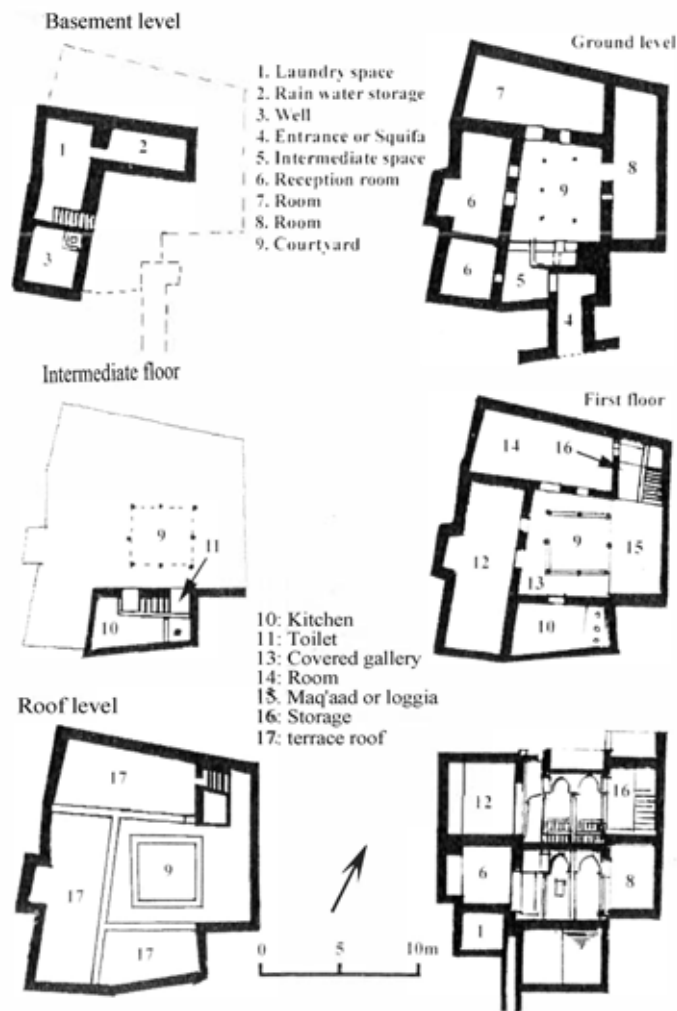 Basement level
1. Laundry space
2. Rain water storage
3. Well
4. Entrance or Squifa
5. Intermediate space
6. Reception room
7. Room
8. Room
9. Courtyard
Ground level
1
2
3
7
8
9
6
6
5
4
Intermediate floor
9
11
10
First floor
14
16
12
9
15
13
10
10: Kitchen
11: Toilet
13: Covered gallery
14: Room
15: Maq'aad or loggia
16: Storage
17: terrace roof
Roof level
17
17
9
17
0 5 10m
12
16
6
8
1